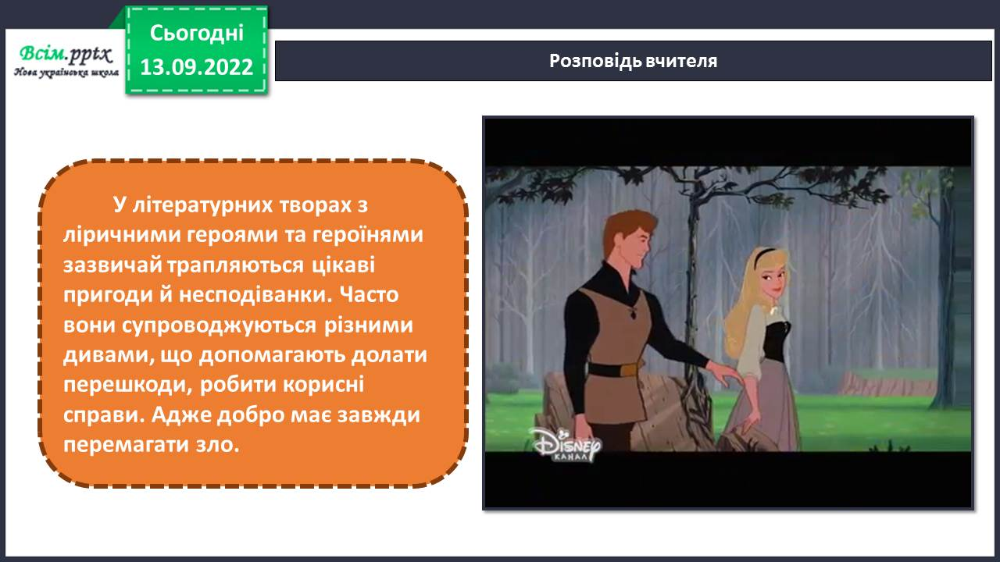 Сьогодні
13.09.2022
Всім.pptx
Нова українська школа
Розповідь вчителя
У літературних творах з
ліричними героями та героїнями
зазвичай трапляються цікаві
пригоди й несподіванки. Часто
вони супроводжуються різними
дивами, що допомагають долати
перешкоди, робити корисні
справи. Адже добро має завжди
перемагати зло.
Disney
КАНАЛ